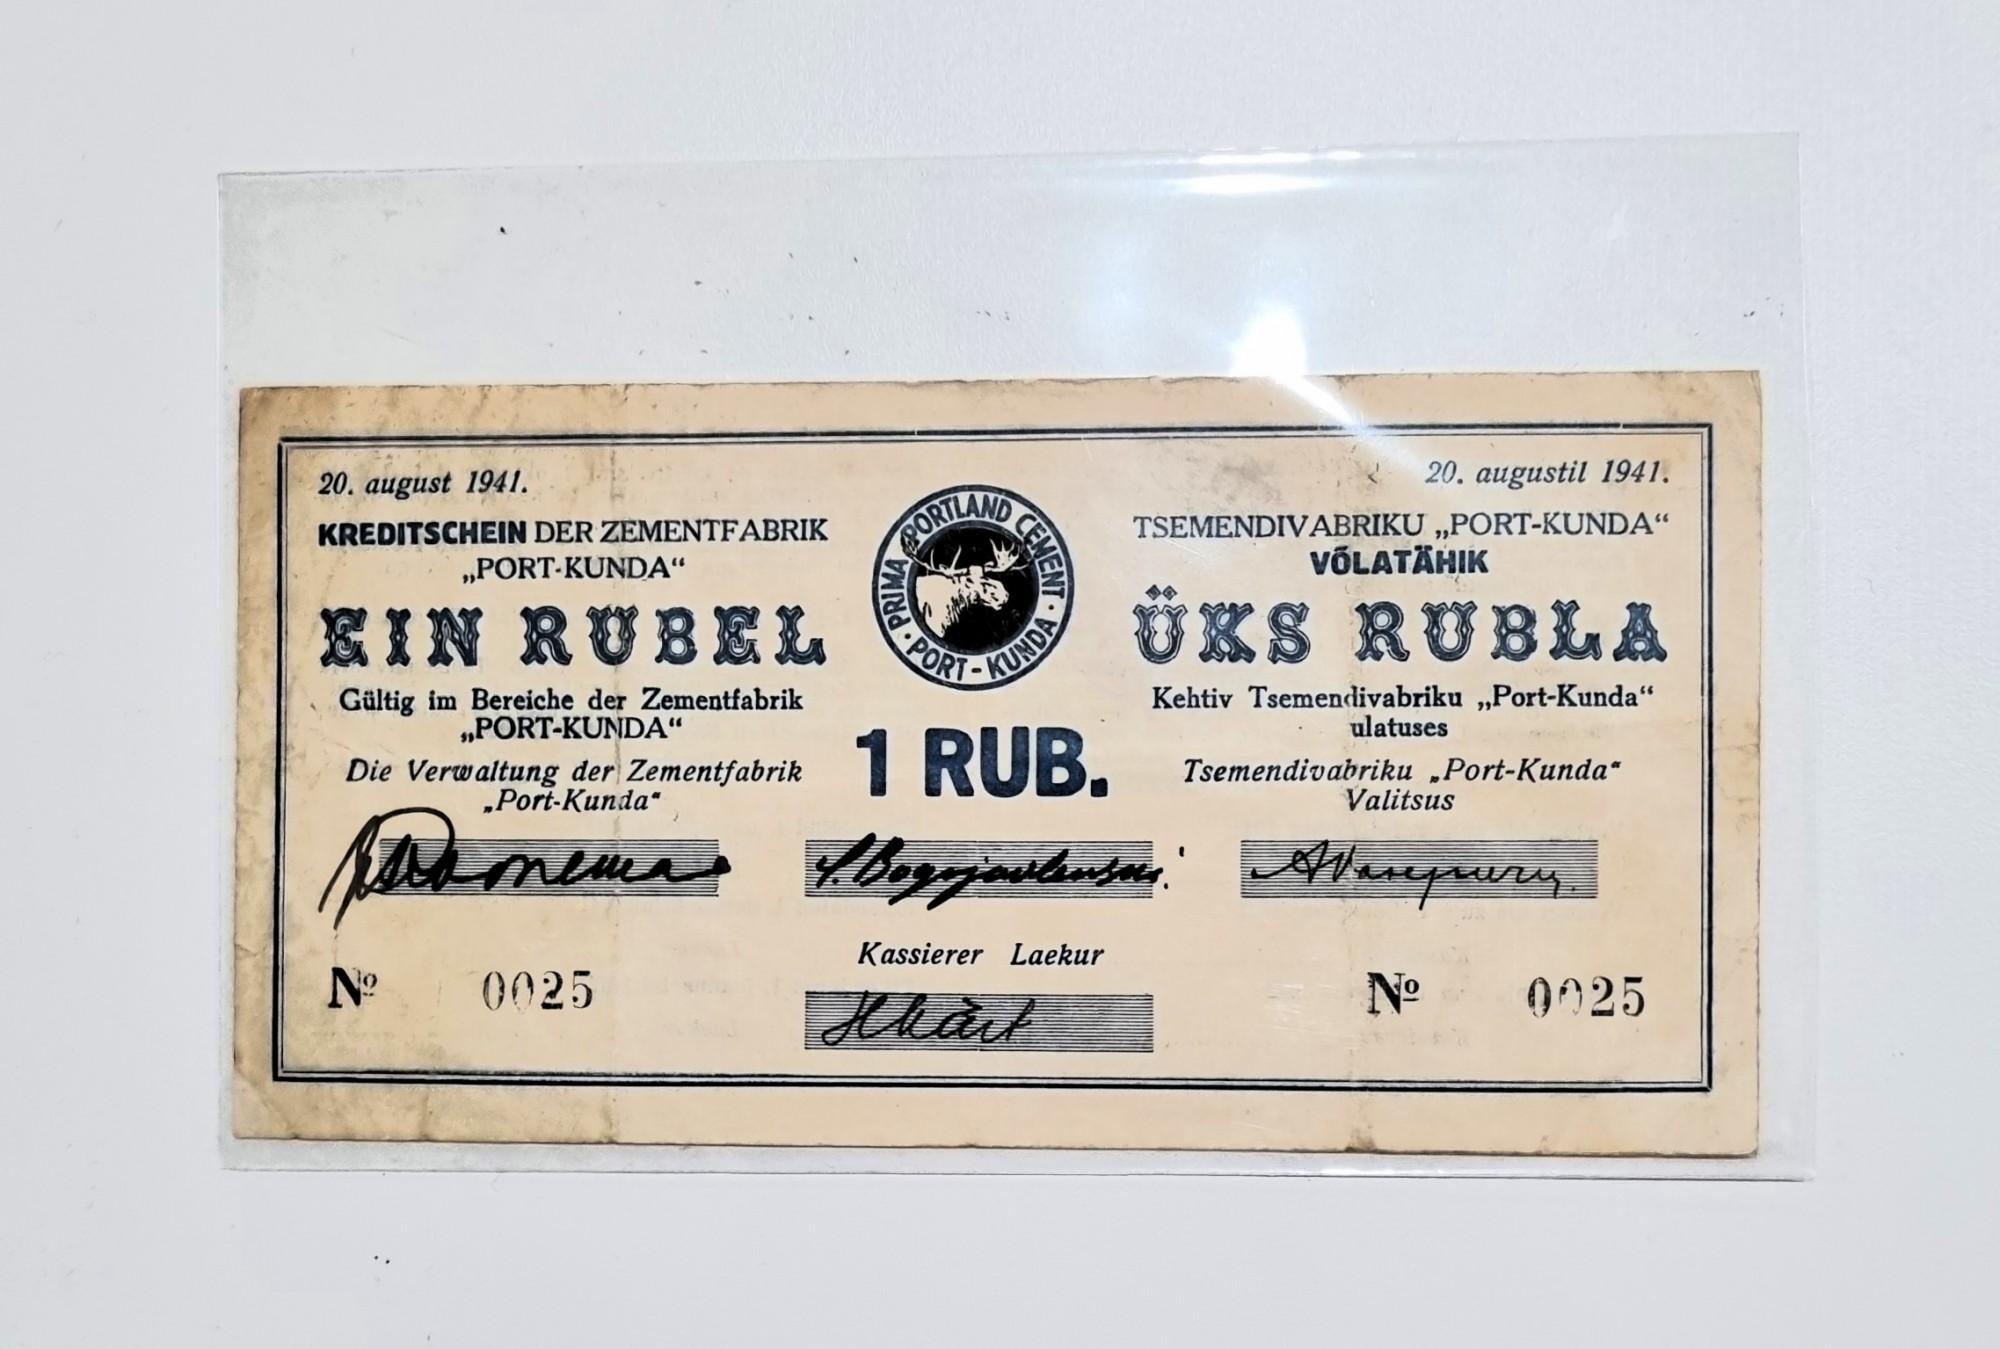 20. august 1941.
KREDITSCHEIN DER ZEMENTFABRIK
„PORT-KUNDA“
EIN RUBEL
Gültig im Bereiche der Zementfabrik
„PORT-KUNDA“
Die Verwaltung der Zementfabrik
„Port-Kunda“
PRIMA PORTLAND CEMENT · PORT-KUNDA ·
1 RUB.
20. augustil 1941.
TSEMENDIVABRIKU „PORT-KUNDA“
VÕLATÄHIK
ÜKS RUBLA
Kehtiv Tsemendivabriku „Port-Kunda“
ulatuses
Tsemendivabriku „Port-Kunda“
Valitsus
Kassierer Laekur
№ 0025
№ 0025